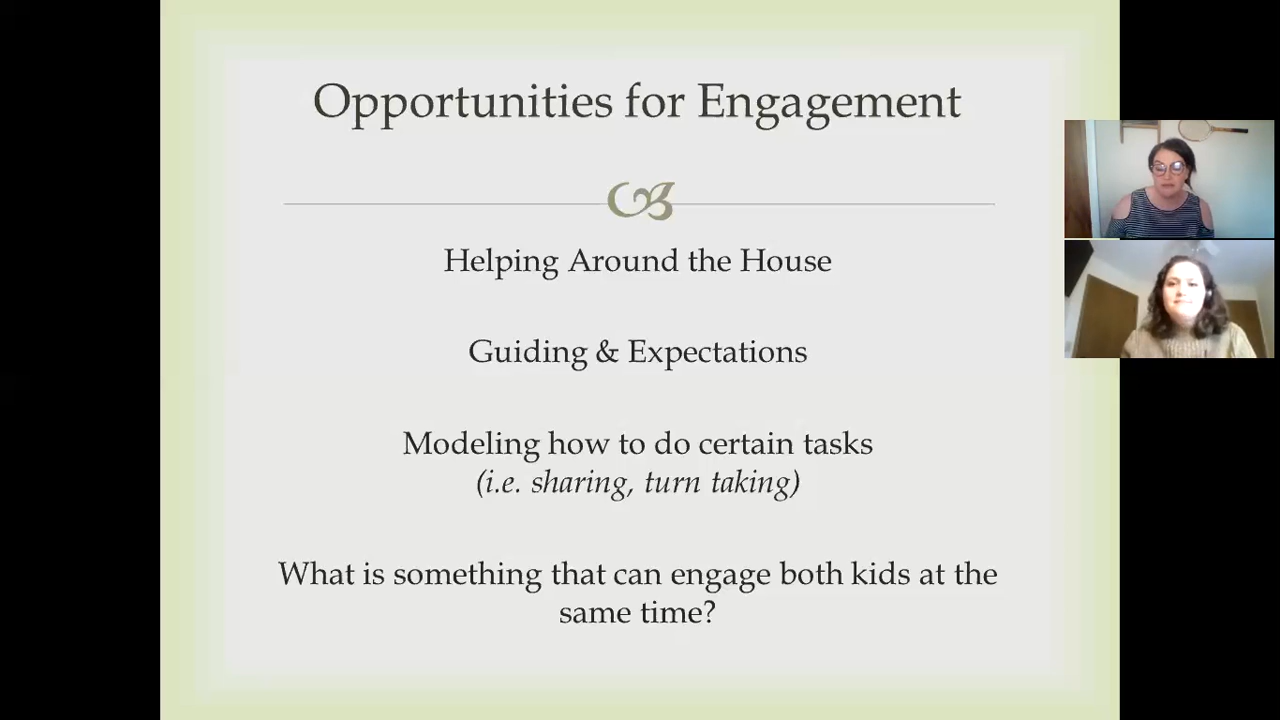 Opportunities for Engagement
Helping Around the House
Guiding & Expectations
Modeling how to do certain tasks
(i.e. sharing, turn taking)
What is something that can engage both kids at the
same time?